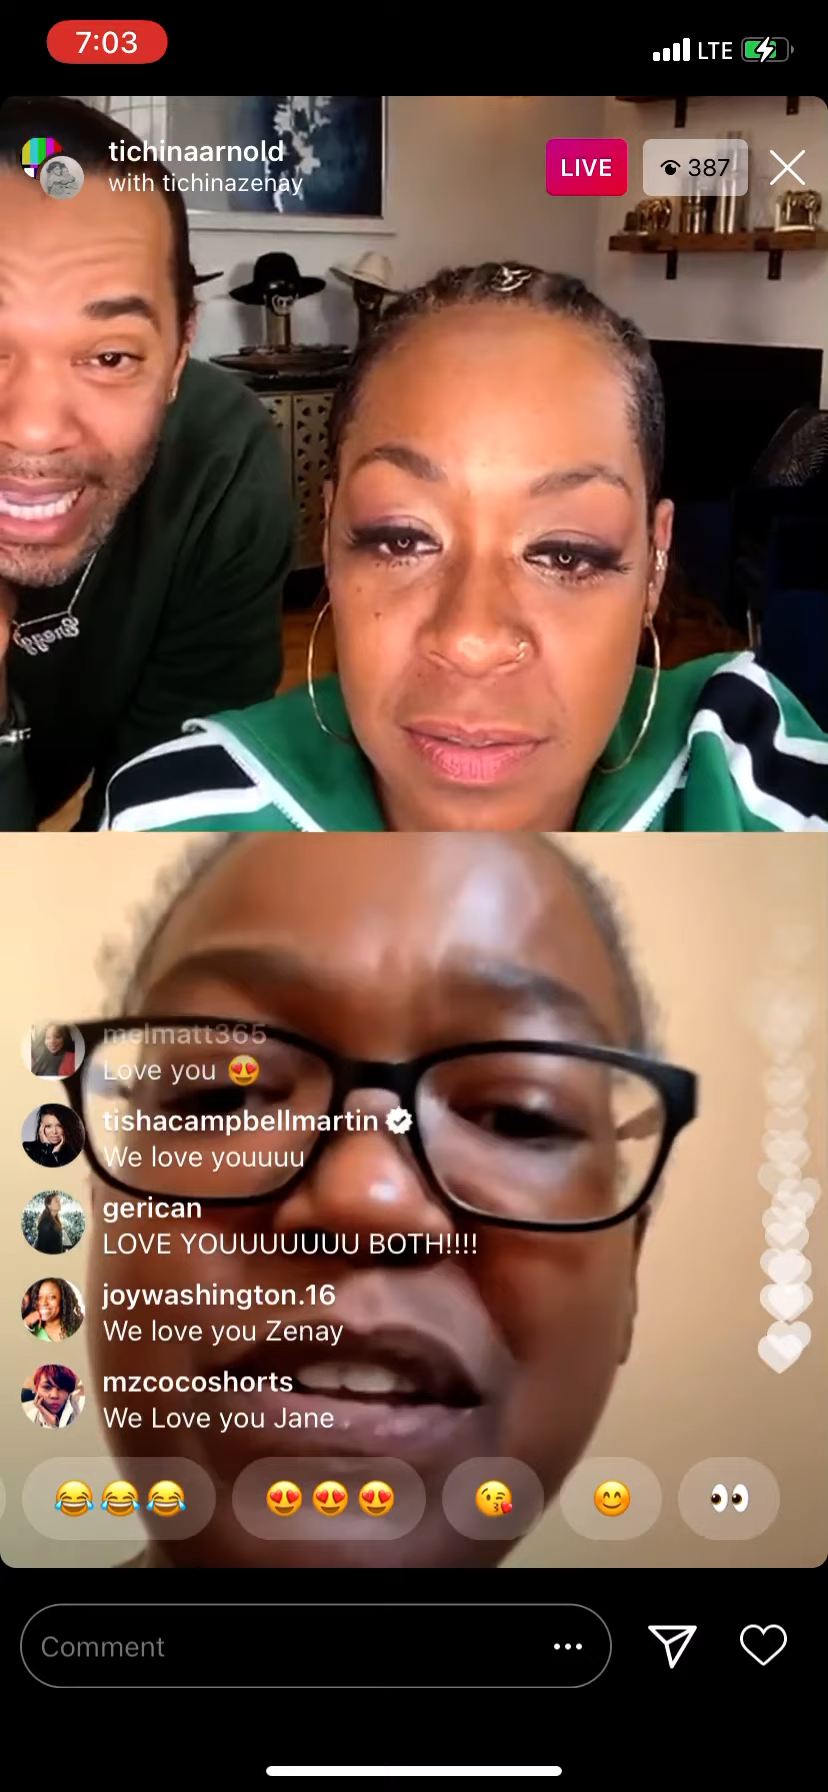 7:03
LTE
tichinaarnold
with tichinazenay
LIVE
387
melmatt365
Love you 😍
tishacampbellmartin
We love youuuu
gerican
LOVE YOUUUUUUU BOTH!!!!
joywashington.16
We love you Zenay
mzcocoshorts
We Love you Jane
😂😂😂 😍😍😍 😘 😊 👀
Comment